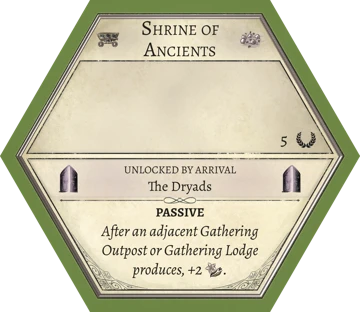 Shrine of
Ancients
5
UNLOCKED BY ARRIVAL
The Dryads
PASSIVE
After an adjacent Gathering
Outpost or Gathering Lodge
produces, +2 .